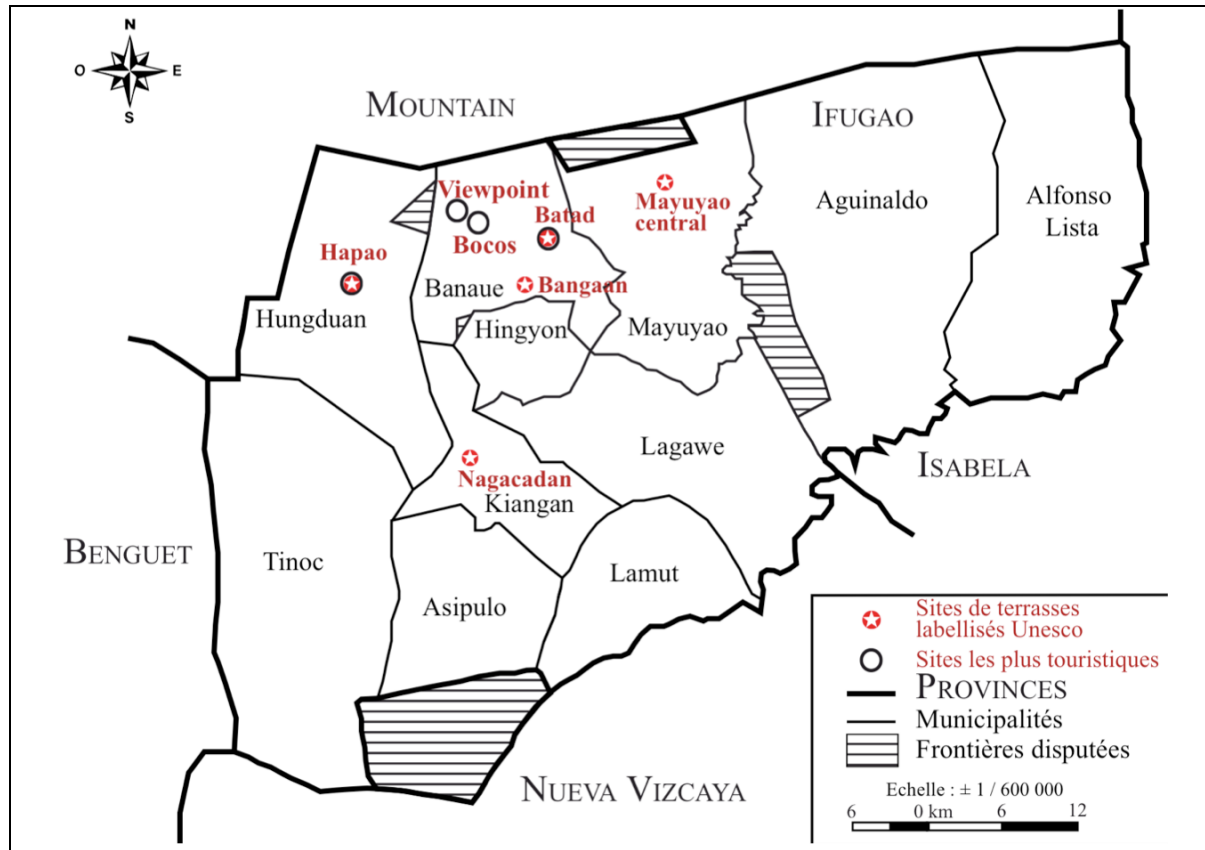 N
O
E
S
MOUNTAIN
IFUGAO
Viewpoint
Bocos
Batad
Mayuyao
central
Aguinaldo
Alfonso
Lista
Hapao
Hungduan
Banaue
Bangaan
Hingyon
Mayuyao
Lagawe
ISABELA
Nagacadan
Kiangan
BENGUET
Tinoc
Asipulo
Lamut
NUEVA VIZCAYA
Sites de terrasses
labellisés Unesco
Sites les plus touristiques
PROVINCES
Municipalités
Frontières disputées
Echelle : ± 1 / 600 000
6 0 km 6 12